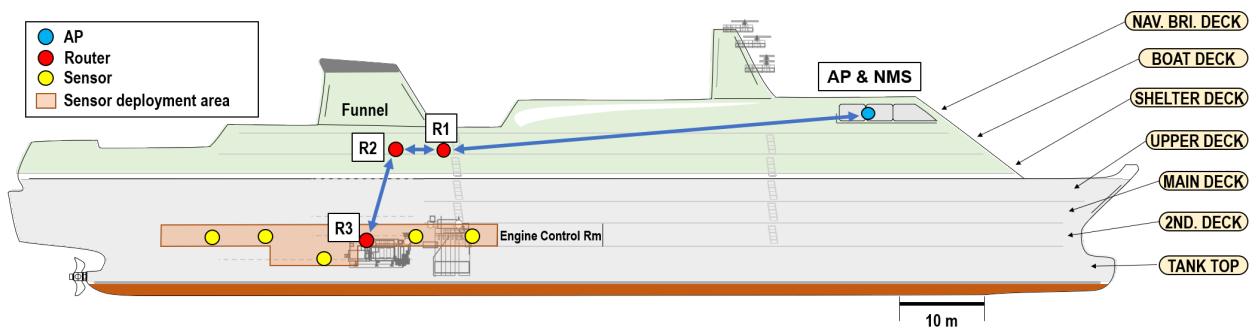 AP
Router
Sensor
Sensor deployment area
Funnel
AP & NMS
R1
R2
R3
Engine Control Rm
NAV. BRI. DECK
BOAT DECK
SHELTER DECK
UPPER DECK
MAIN DECK
2ND. DECK
TANK TOP
10 m